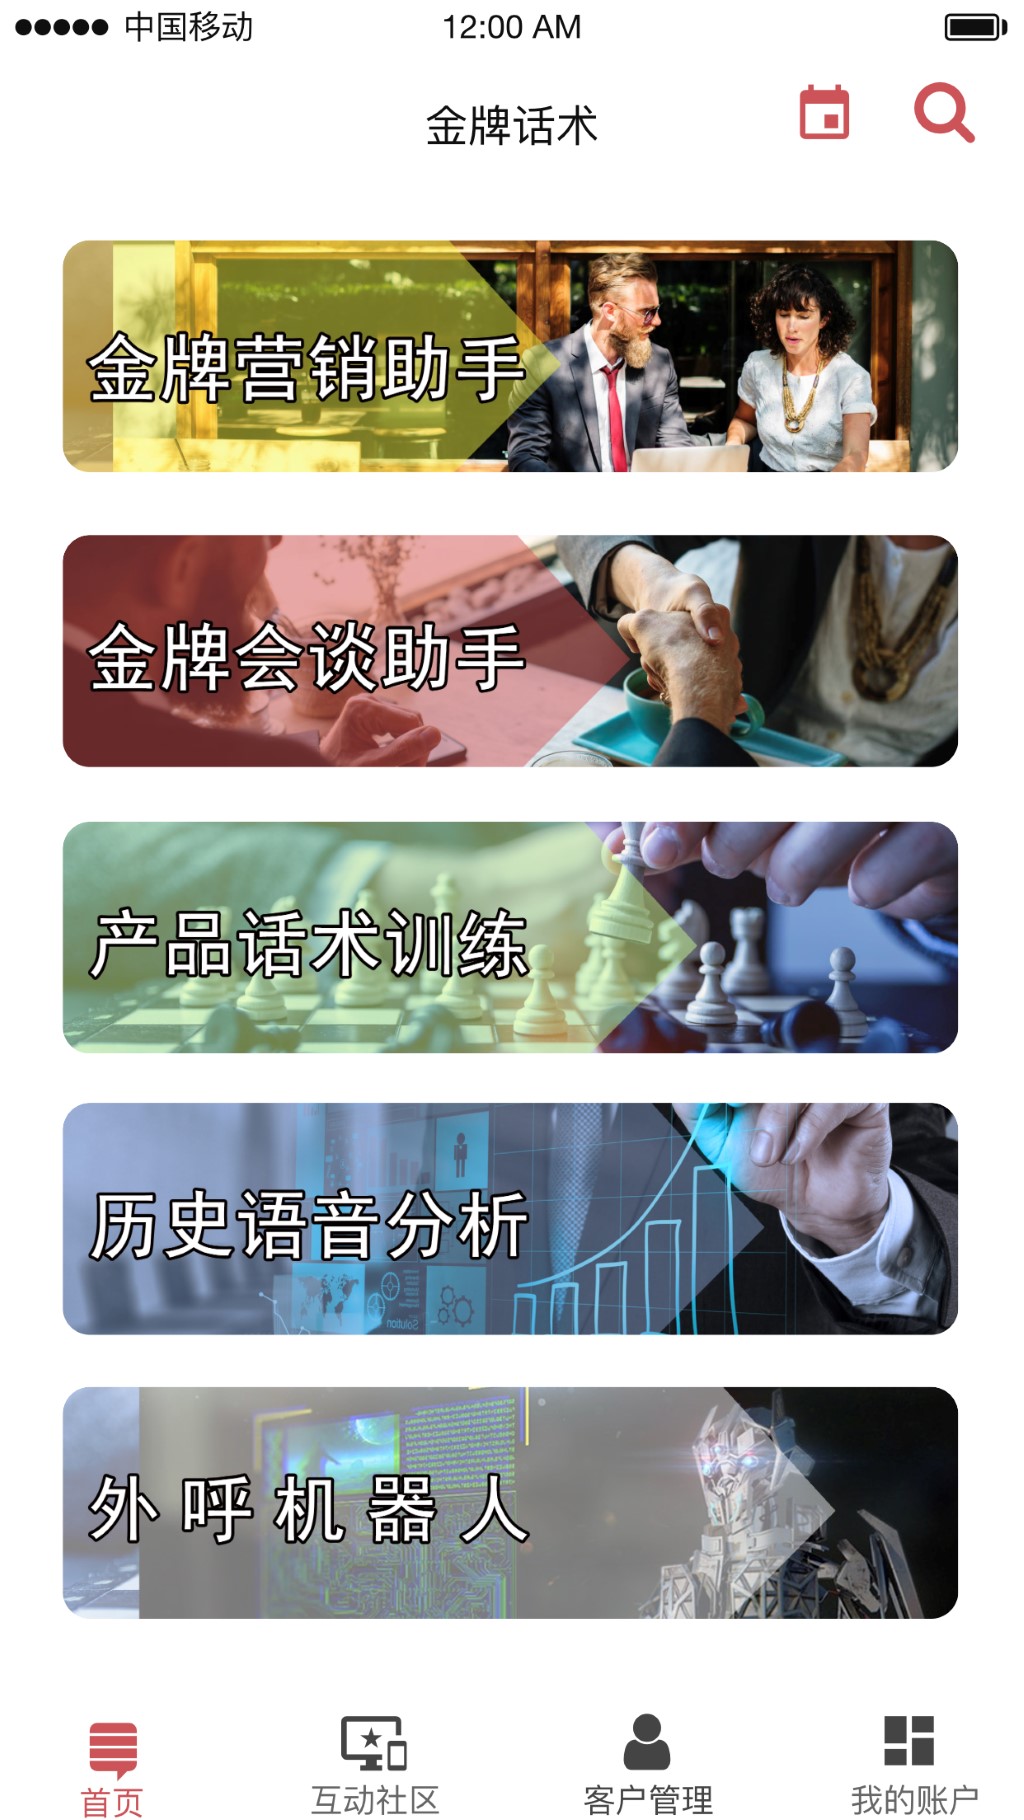 中国移动
12:00 AM
金牌话术
金牌营销助手
金牌会谈助手
产品话术训练
历史语音分析
Solution
外呼机器人
首页
互动社区
客户管理
我的账户